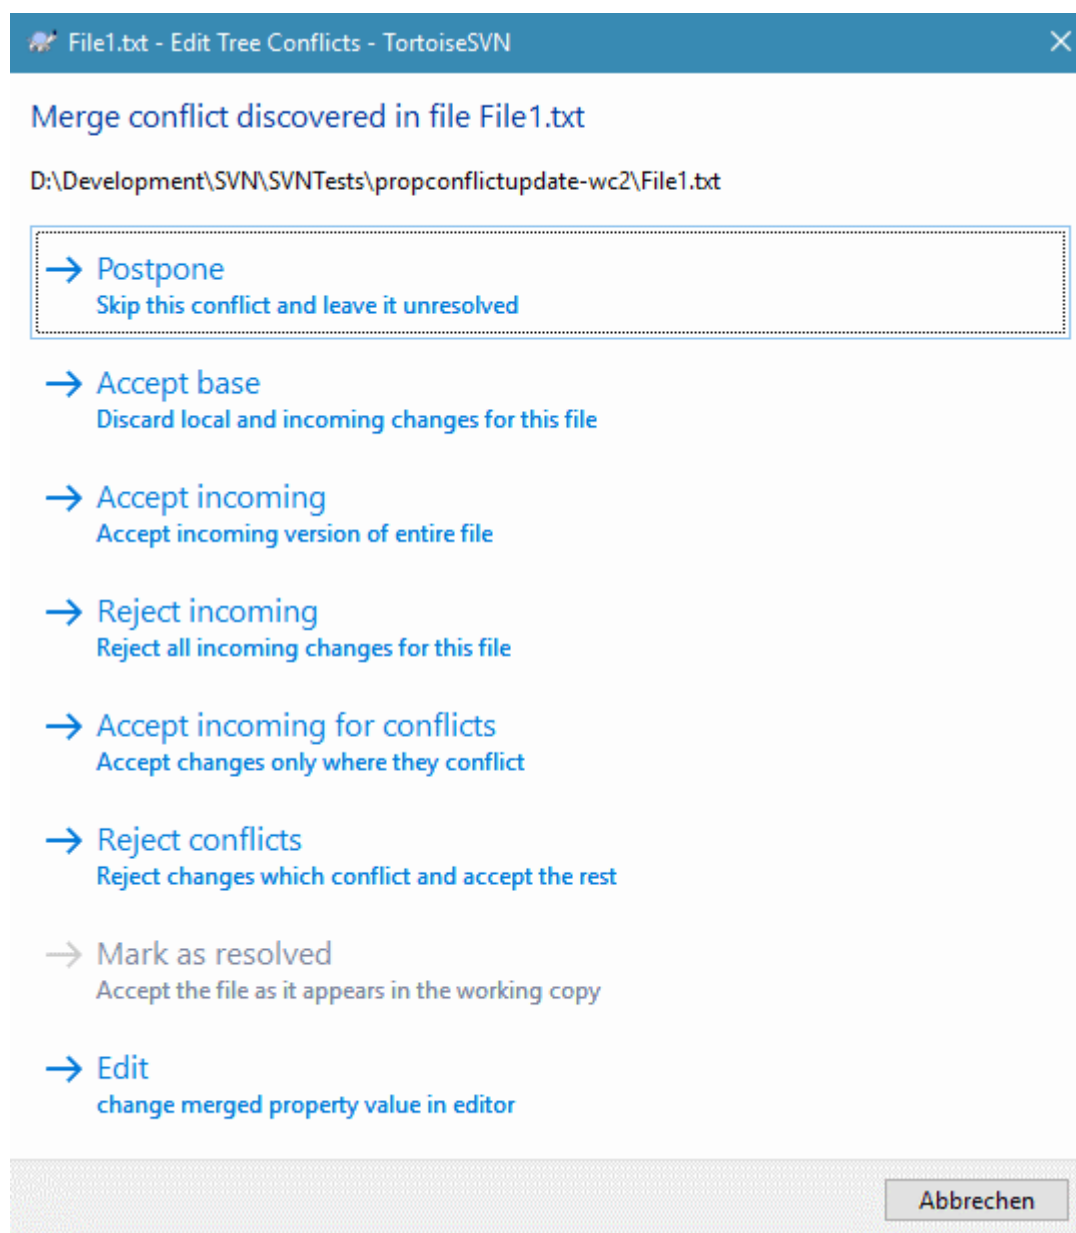 File1.txt - Edit Tree Conflicts - TortoiseSVN
Merge conflict discovered in file File1.txt
D:\Development\SVN\SVNTests\propconflictupdate-wc2\File1.txt
Postpone
Skip this conflict and leave it unresolved
Accept base
Discard local and incoming changes for this file
Accept incoming
Accept incoming version of entire file
Reject incoming
Reject all incoming changes for this file
Accept incoming for conflicts
Accept changes only where they conflict
Reject conflicts
Reject changes which conflict and accept the rest
Mark as resolved
Accept the file as it appears in the working copy
Edit
change merged property value in editor
Abbrechen